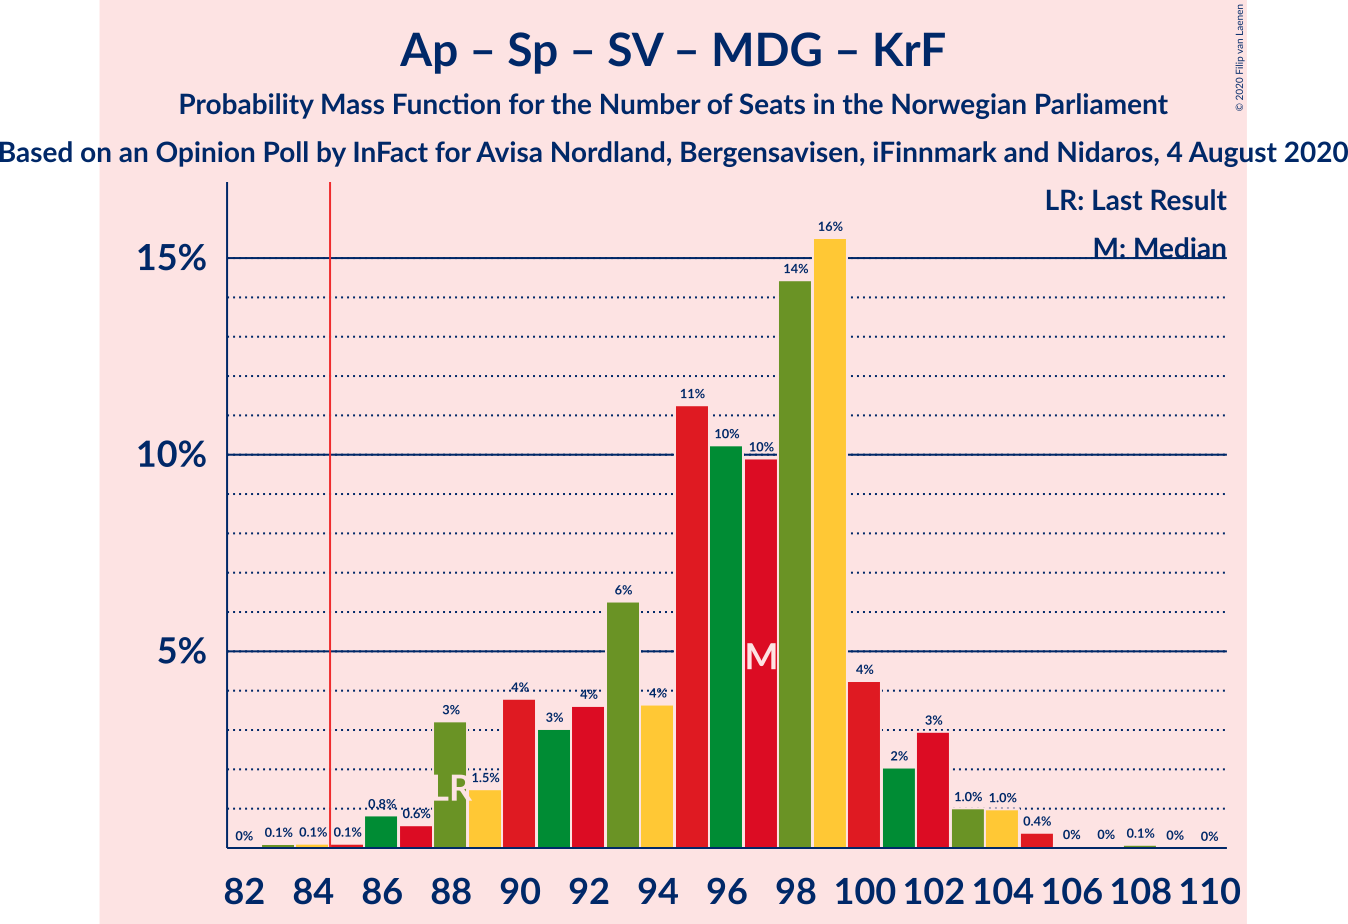 Ap – Sp – SV – MDG – KrF
Probability Mass Function for the Number of Seats in the Norwegian Parliament
Based on an Opinion Poll by InFact for Avisa Nordland, Bergensavisen, iFinnmark and Nidaros, 4 August 2020
© 2020 Filip van Laenen
LR: Last Result
M: Median
15%
10%
5%
0% 0.1% 0.1% 0.1% 0.8% 0.6% 3% 1.5% 4% 3% 4% 6% 4% 11% 10% 10% 14% 16% 4% 2% 3% 1.0% 1.0% 0.4% 0% 0% 0.1% 0% 0%
LR
M
82 84 86 88 90 92 94 96 98 100 102 104 106 108 110